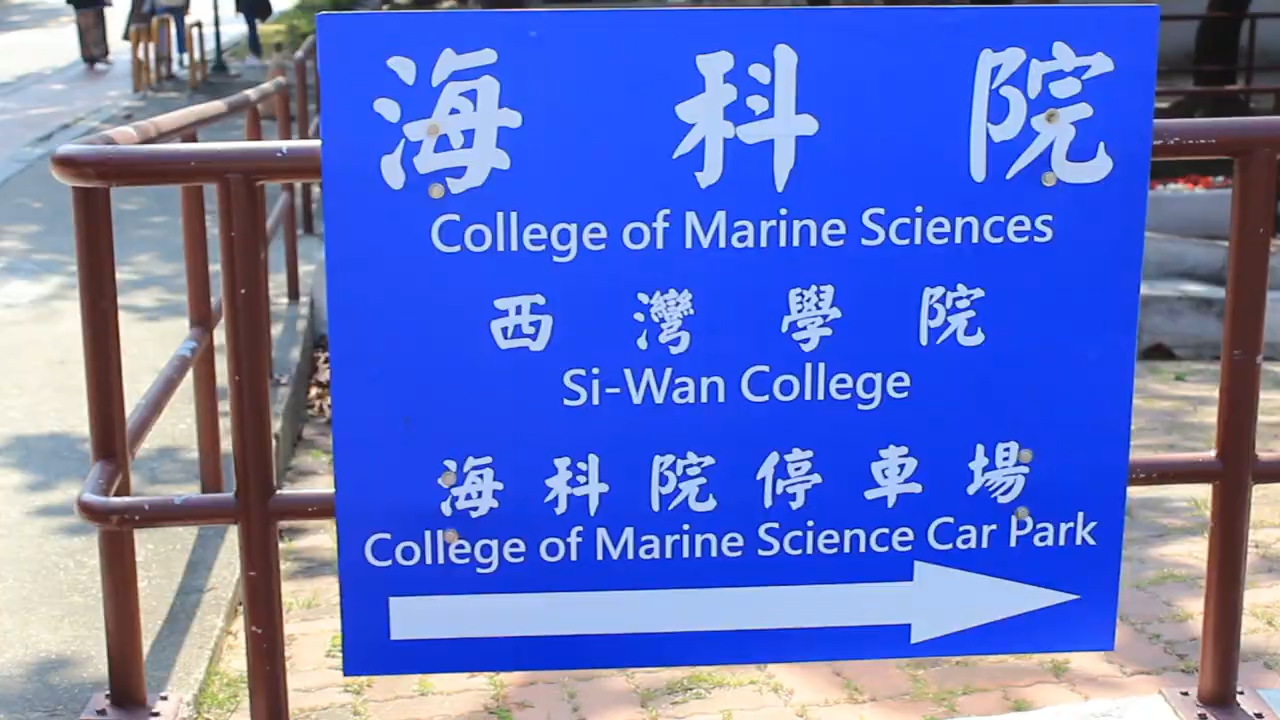 海科院
College of Marine Sciences
西灣學院
Si-Wan College
海科院停車場
College of Marine Science Car Park